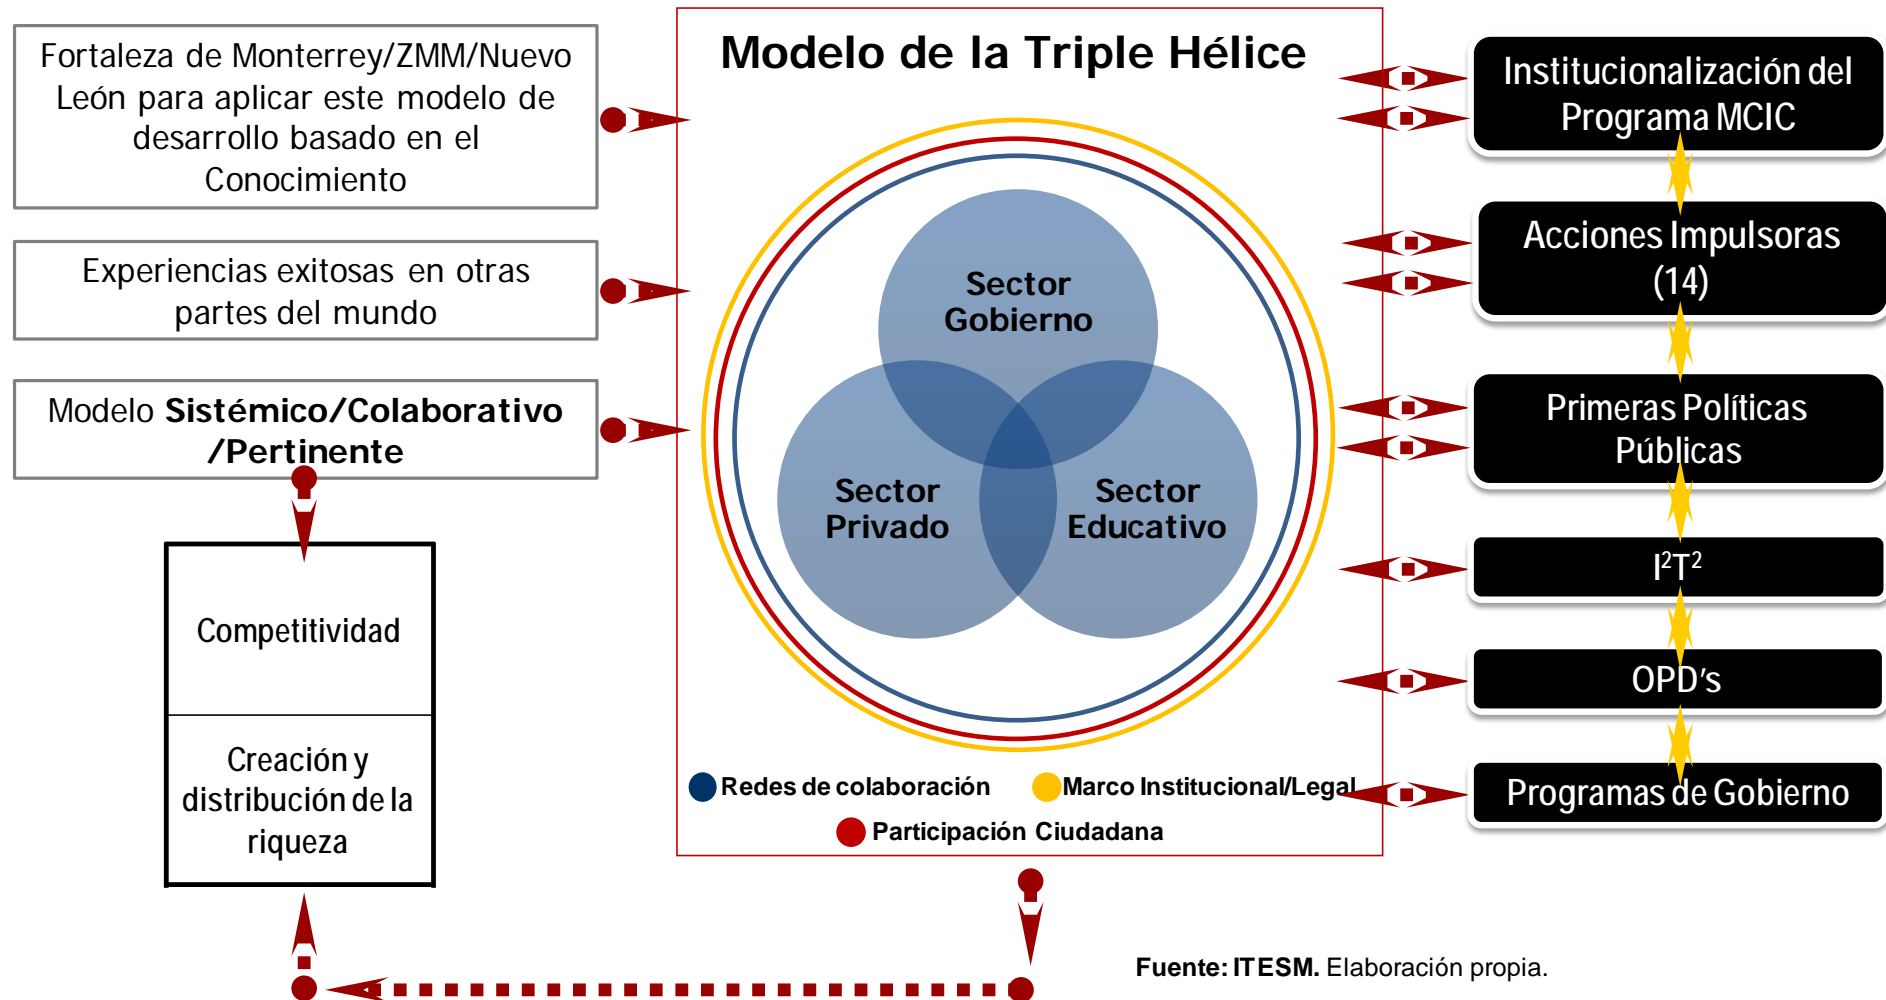 Fortaleza de Monterrey/ZMM/Nuevo
León para aplicar este modelo de
desarrollo basado en el
Conocimiento
Experiencias exitosas en otras
partes del mundo
Modelo Sistémico/Colaborativo
/Pertinente
Competitividad
Creación y
distribución de la
riqueza
Modelo de la Triple Hélice
Sector
Gobierno
Sector
Privado
Sector
Educativo
Redes de colaboración
Marco Institucional/Legal
Participación Ciudadana
Institucionalización del
Programa MCIC
Acciones Impulsoras
(14)
Primeras Políticas
Públicas
I²T²
OPD's
Programas de Gobierno
Fuente: ITESM. Elaboración propia.